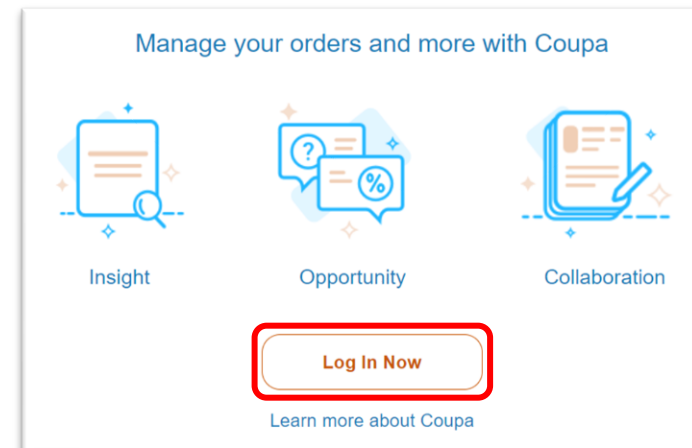 Manage your orders and more with Coupa
?
%
Insight
Opportunity
Collaboration
Log In Now
Learn more about Coupa